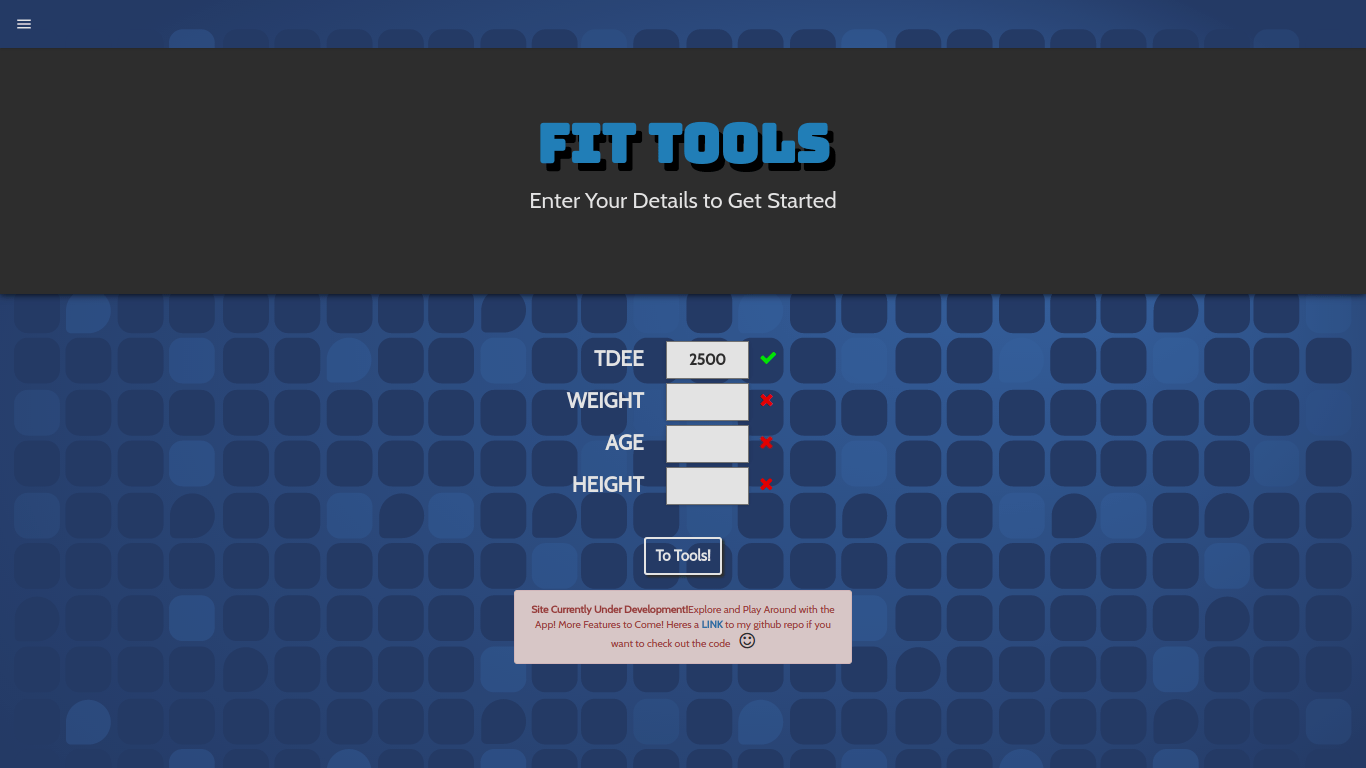 FIT TOOLS
Enter Your Details to Get Started
TDEE 2500
WEIGHT
AGE
HEIGHT
To Tools!
Site Currently Under Development!Explore and Play Around with the
App! More Features to Come! Heres a LINK to my github repo if you
want to check out the code